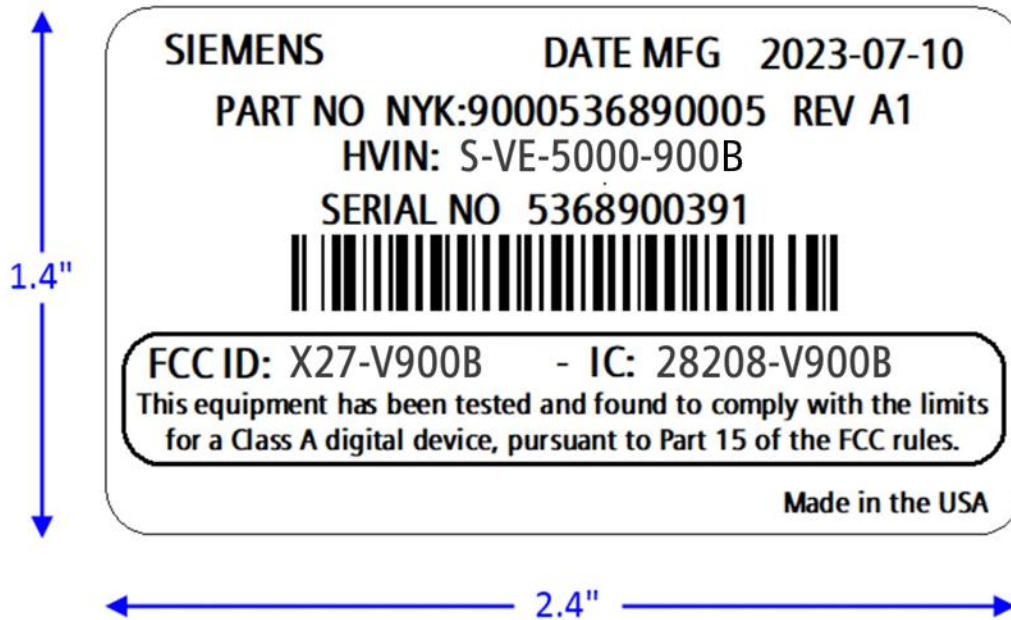 SIEMENS DATE MFG 2023-07-10
PART NO NYK:9000536890005 REV A1
HVIN: S-VE-5000-900B
SERIAL NO 5368900391
1.4"
FCC ID: X27-V900B - IC: 28208-V900B
This equipment has been tested and found to comply with the limits
for a Class A digital device, pursuant to Part 15 of the FCC rules.
Made in the USA
2.4"